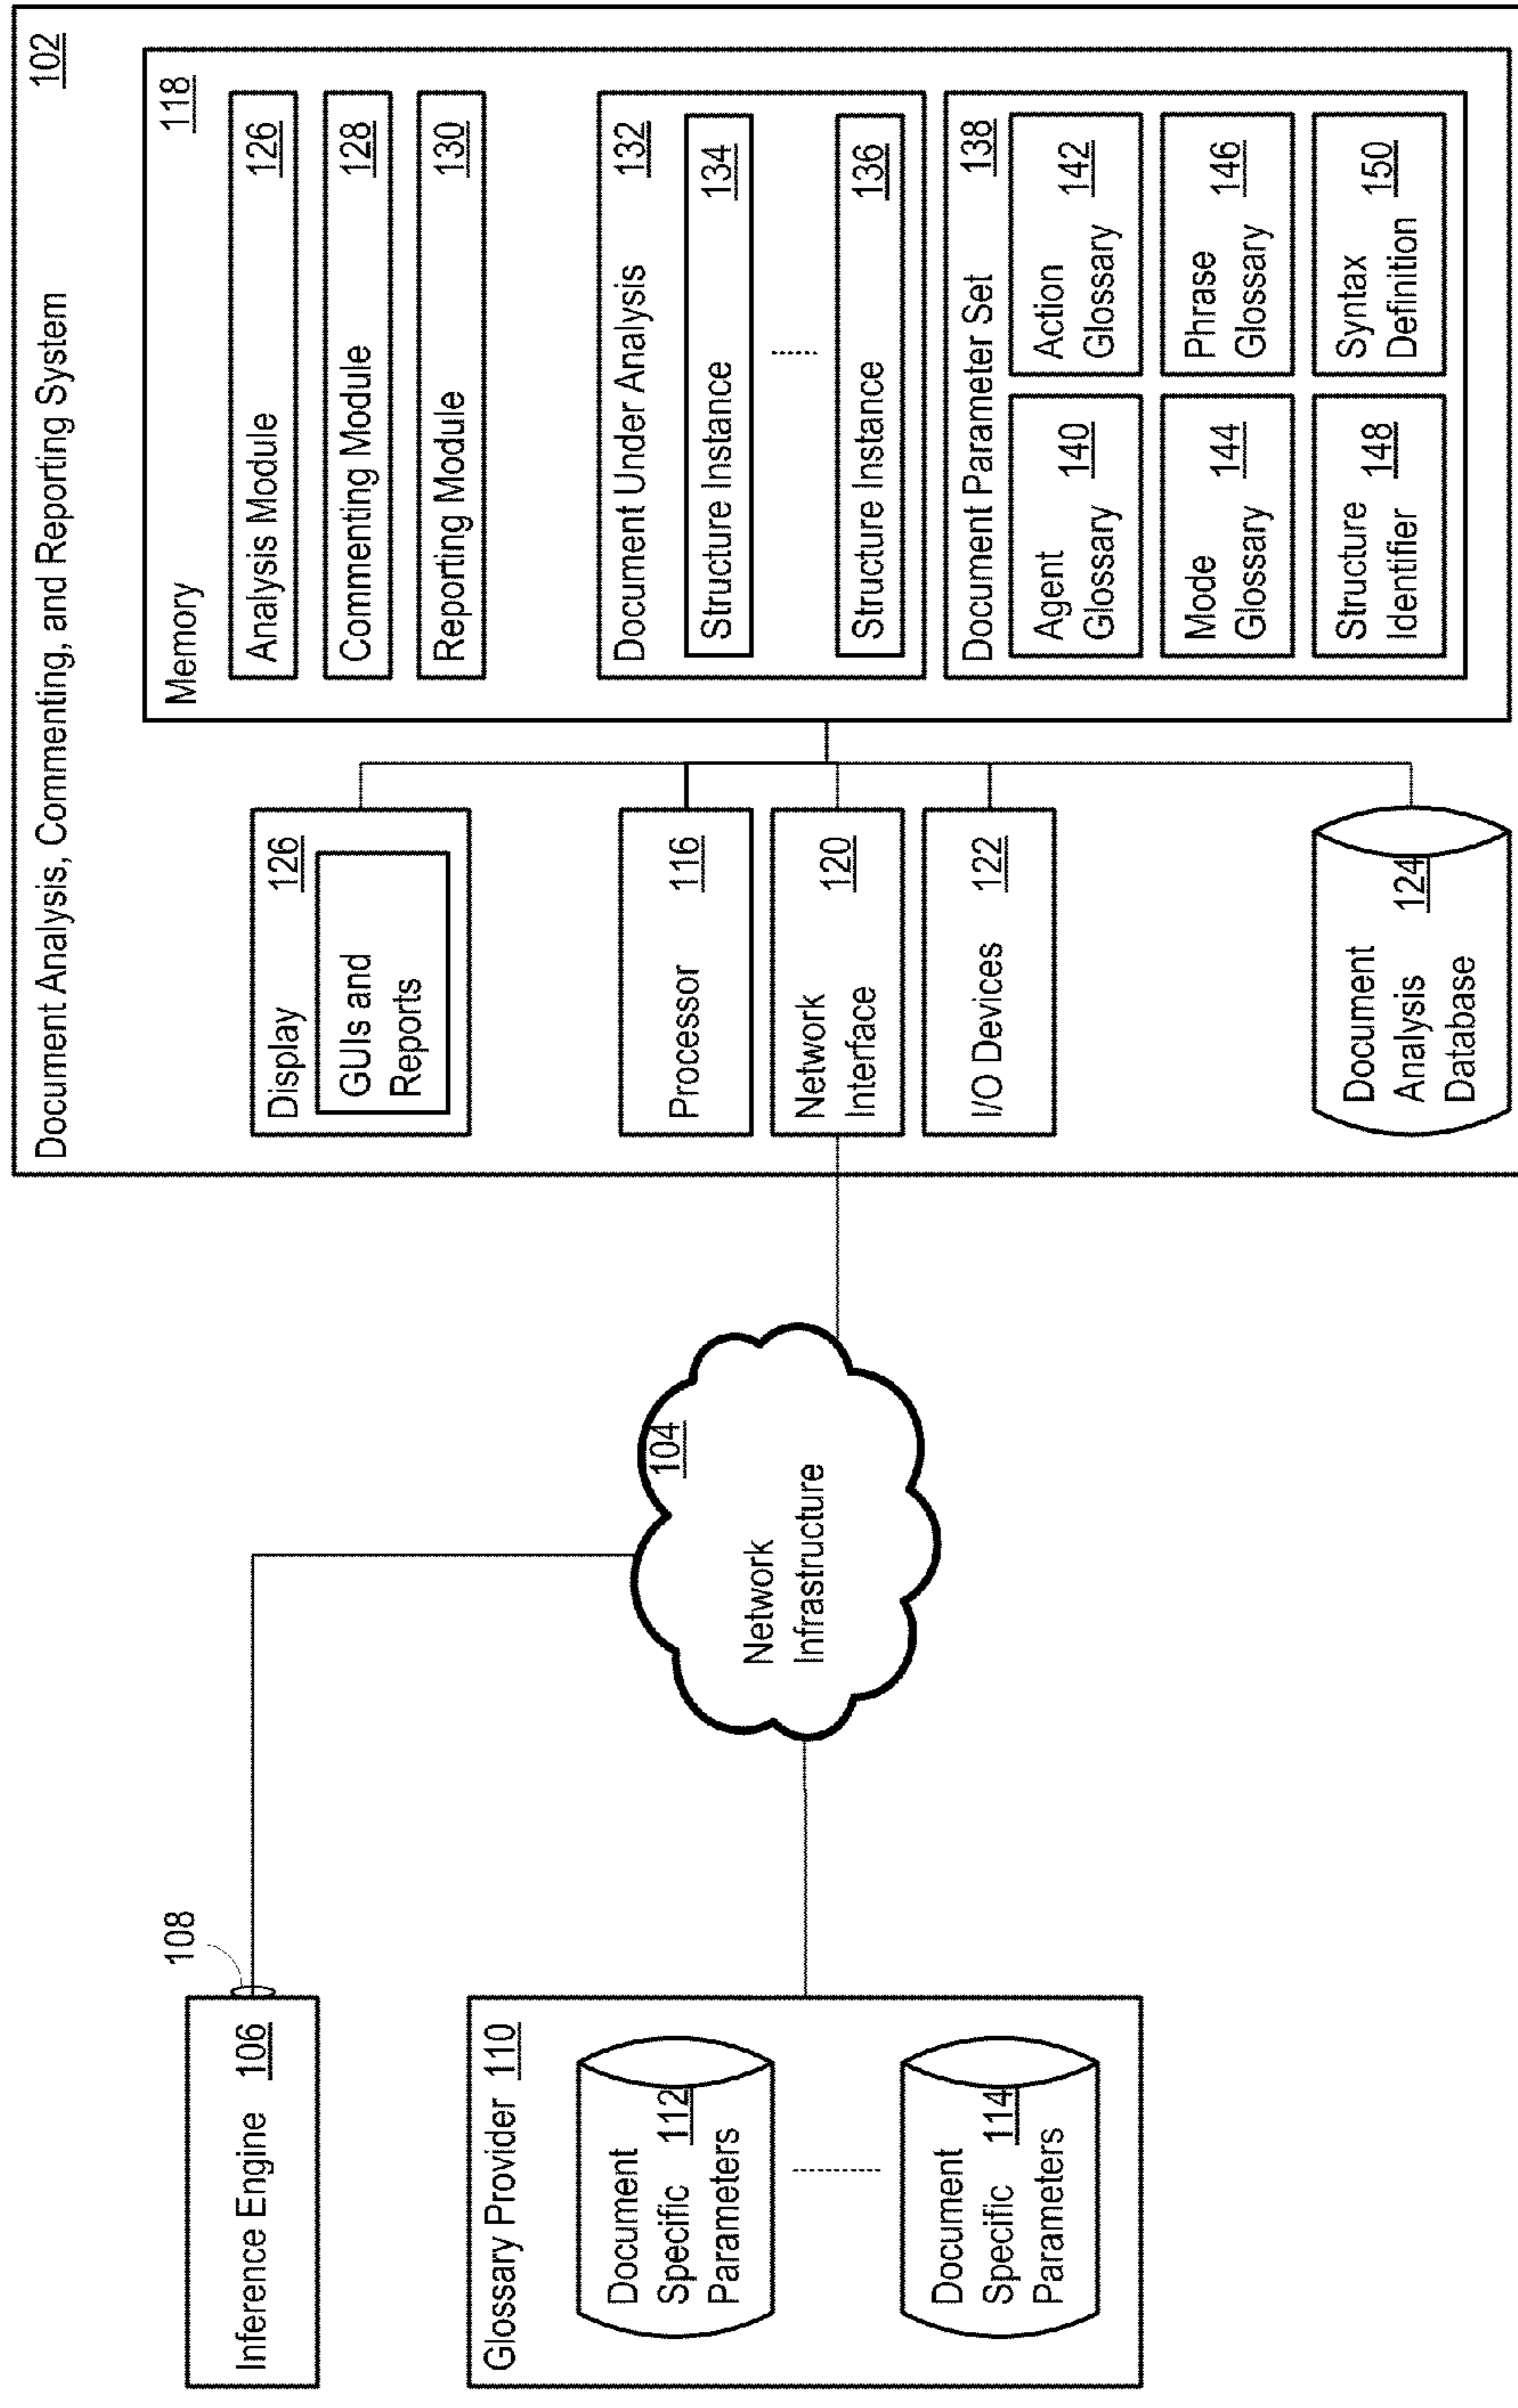 Document Analysis, Commenting, and Reporting System 102
Inference Engine 106
108
Glossary Provider 110
Document
Specific 112
Parameters
Document
Specific 114
Parameters
104
Network
Infrastructure
Display 126
GUIs and
Reports
Processor 116
Network 120
Interface
I/O Devices 122
Document
Analysis 124
Database
Memory 118
Analysis Module 126
Commenting Module 128
Reporting Module 130
Document Under Analysis 132
Structure Instance 134
Structure Instance 136
Document Parameter Set 138
Agent 140
Glossary
Action 142
Glossary
Mode 144
Glossary
Phrase 146
Glossary
Structure 148
Identifier
Syntax 150
Definition